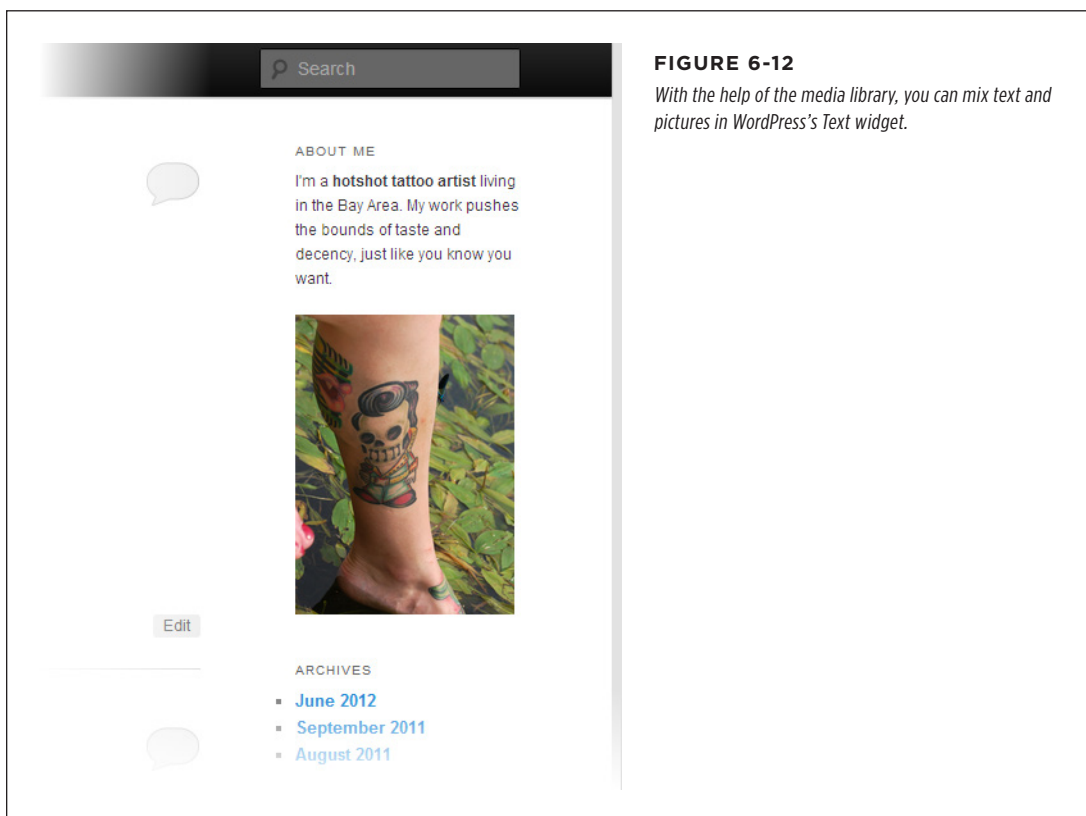 Search
FIGURE 6-12
With the help of the media library, you can mix text and
pictures in WordPress's Text widget.
ABOUT ME
I'm a hotshot tattoo artist living
in the Bay Area. My work pushes
the bounds of taste and
decency, just like you know you
want.
Edit
ARCHIVES
June 2012
September 2011
August 2011